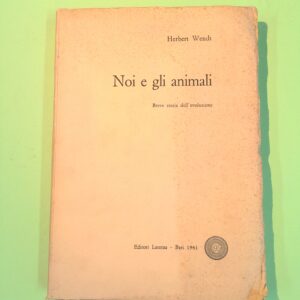 Herbert Wendt
Noi e gli animali
Breve storia dell'evoluzione
Editori Laterza - Bari 1961